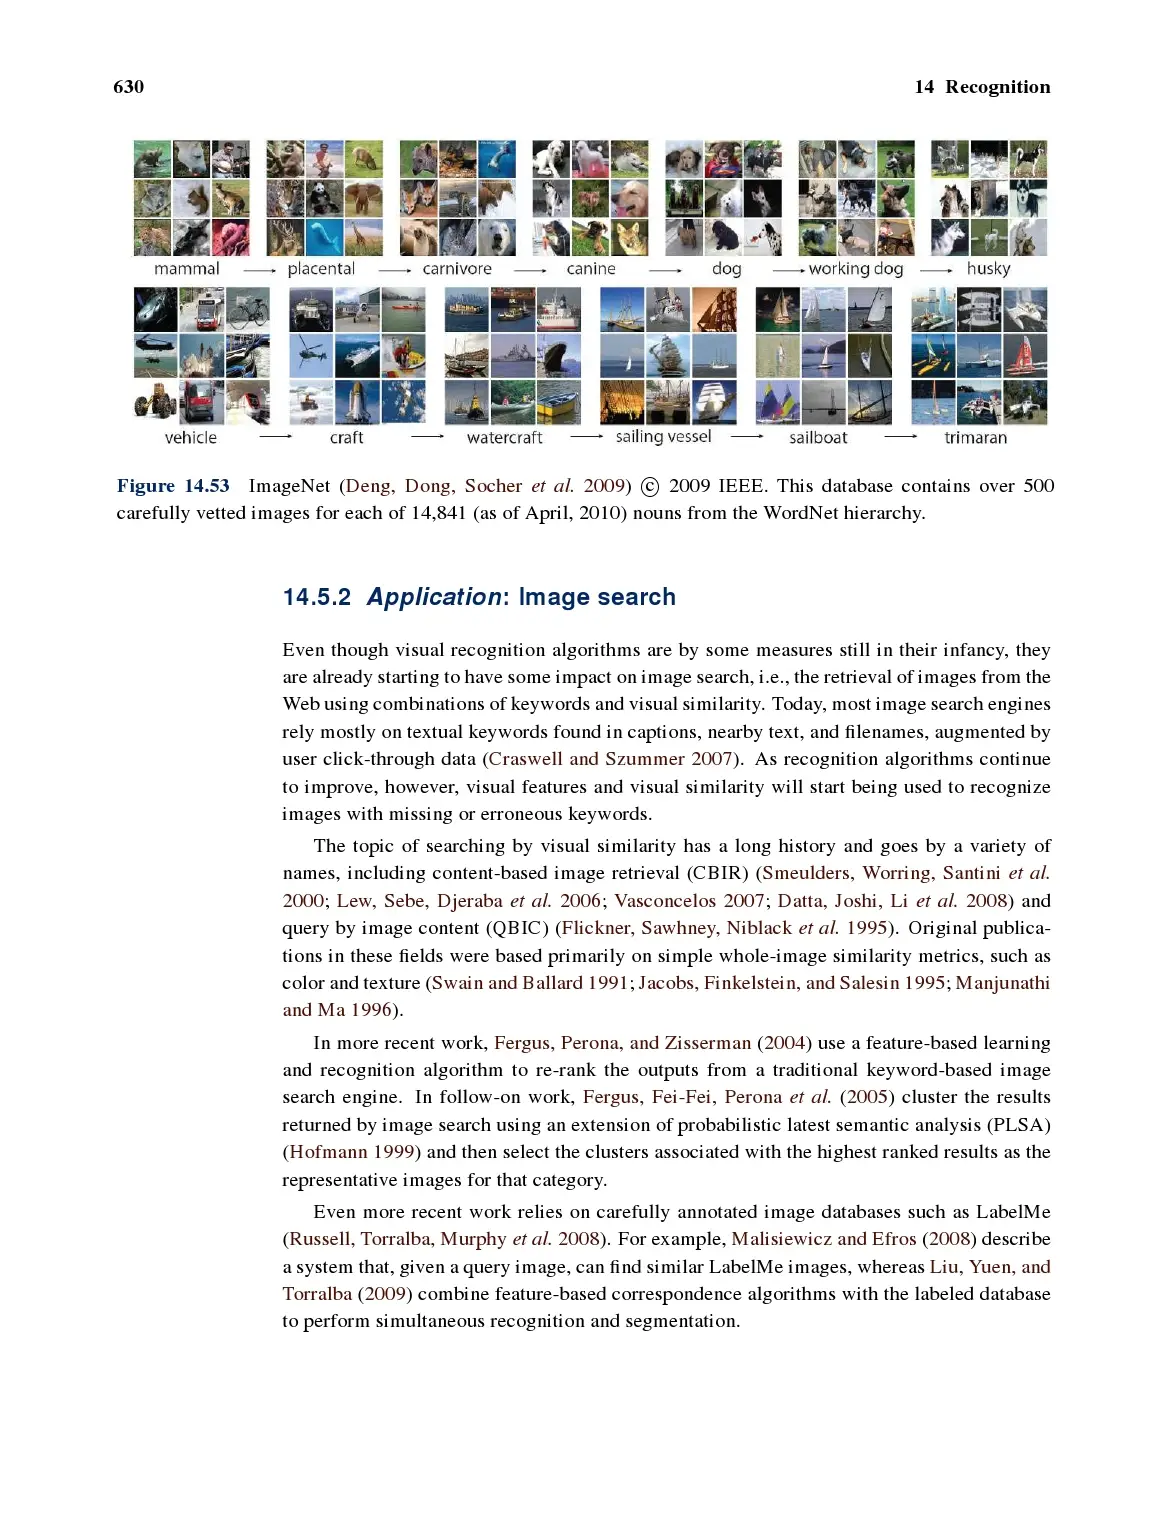 630
14 Recognition
mammal → placental → carnivore → canine → dog → working dog → husky
vehicle → craft → watercraft → sailing vessel → sailboat → trimaran
Figure 14.53 ImageNet (Deng, Dong, Socher et al. 2009) © 2009 IEEE. This database contains over 500
carefully vetted images for each of 14,841 (as of April, 2010) nouns from the WordNet hierarchy.
14.5.2 Application: Image search
Even though visual recognition algorithms are by some measures still in their infancy, they
are already starting to have some impact on image search, i.e., the retrieval of images from the
Web using combinations of keywords and visual similarity. Today, most image search engines
rely mostly on textual keywords found in captions, nearby text, and filenames, augmented by
user click-through data (Craswell and Szummer 2007). As recognition algorithms continue
to improve, however, visual features and visual similarity will start being used to recognize
images with missing or erroneous keywords.
The topic of searching by visual similarity has a long history and goes by a variety of
names, including content-based image retrieval (CBIR) (Smeulders, Worring, Santini et al.
2000; Lew, Sebe, Djeraba et al. 2006; Vasconcelos 2007; Datta, Joshi, Li et al. 2008) and
query by image content (QBIC) (Flickner, Sawhney, Niblack et al. 1995). Original publica-
tions in these fields were based primarily on simple whole-image similarity metrics, such as
color and texture (Swain and Ballard 1991; Jacobs, Finkelstein, and Salesin 1995; Manjunathi
and Ma 1996).
In more recent work, Fergus, Perona, and Zisserman (2004) use a feature-based learning
and recognition algorithm to re-rank the outputs from a traditional keyword-based image
search engine. In follow-on work, Fergus, Fei-Fei, Perona et al. (2005) cluster the results
returned by image search using an extension of probabilistic latest semantic analysis (PLSA)
(Hofmann 1999) and then select the clusters associated with the highest ranked results as the
representative images for that category.
Even more recent work relies on carefully annotated image databases such as LabelMe
(Russell, Torralba, Murphy et al. 2008). For example, Malisiewicz and Efros (2008) describe
a system that, given a query image, can find similar LabelMe images, whereas Liu, Yuen, and
Torralba (2009) combine feature-based correspondence algorithms with the labeled database
to perform simultaneous recognition and segmentation.